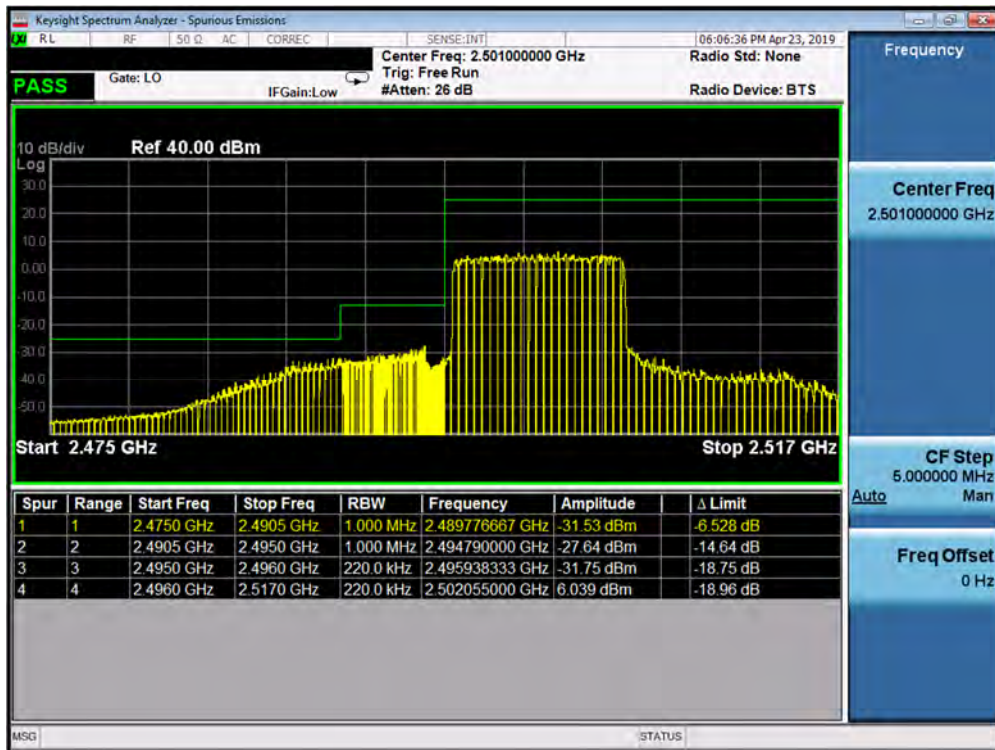 Keysight Spectrum Analyzer - Spurious Emissions
LXI RL RF 50 Ω AC CORREC SENSE:INT 06:06:36 PM Apr 23, 2019
Center Freq: 2.501000000 GHz Radio Std: None
PASS Gate: LO Trig: Free Run
IFGain:Low #Atten: 26 dB Radio Device: BTS
10 dB/div Ref 40.00 dBm
Log
30.0
20.0
10.0
0.00
-10.0
-20.0
-30.0
-40.0
-50.0
Start 2.475 GHz Stop 2.517 GHz
Spur Range Start Freq Stop Freq RBW Frequency Amplitude Δ Limit
1 1 2.4750 GHz 2.4905 GHz 1.000 MHz 2.489776667 GHz -31.53 dBm -6.528 dB
2 2 2.4905 GHz 2.4950 GHz 1.000 MHz 2.494790000 GHz -27.64 dBm -14.64 dB
3 3 2.4950 GHz 2.4960 GHz 220.0 kHz 2.495938333 GHz -31.75 dBm -18.75 dB
4 4 2.4960 GHz 2.5170 GHz 220.0 kHz 2.502055000 GHz 6.039 dBm -18.96 dB
Frequency
Center Freq
2.501000000 GHz
CF Step
5.000000 MHz
Auto Man
Freq Offset
0 Hz
MSG STATUS